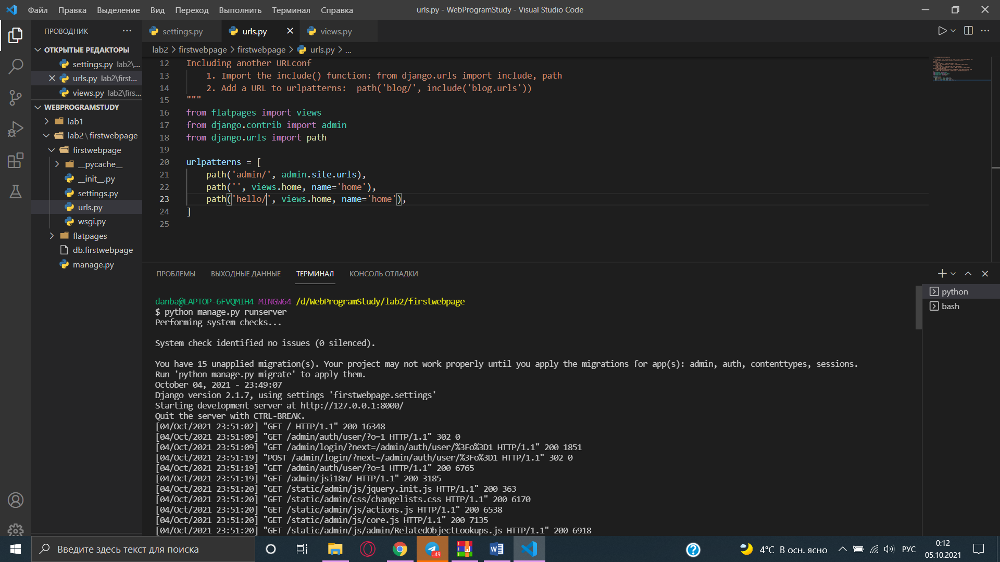 Файл Правка Выделение Вид Переход Выполнить Терминал Справка
urls.py - WebProgramStudy - Visual Studio Code
ПРОВОДНИК
ОТКРЫТЫЕ РЕДАКТОРЫ
settings.py lab2\...
urls.py lab2\first...
views.py lab2\firs...
WEBPROGRAMSTUDY
lab1
lab2 \ firstwebpage
firstwebpage
__pycache__
__init__.py
settings.py
urls.py
wsgi.py
flatpages
db.firstwebpage
manage.py
settings.py urls.py views.py
lab2 > firstwebpage > firstwebpage > urls.py > ...
12 Including another URLconf
13 1. Import the include() function: from django.urls import include, path
14 2. Add a URL to urlpatterns:  path('blog/', include('blog.urls'))
15 """
16 from flatpages import views
17 from django.contrib import admin
18 from django.urls import path
19
20 urlpatterns = [
21 path('admin/', admin.site.urls),
22 path('', views.home, name='home'),
23 path('hello/', views.home, name='home'),
24 ]
25
ПРОБЛЕМЫ ВЫХОДНЫЕ ДАННЫЕ ТЕРМИНАЛ КОНСОЛЬ ОТЛАДКИ
python
bash
danba@LAPTOP-6FVQMIH4 MINGW64 /d/WebProgramStudy/lab2/firstwebpage
$ python manage.py runserver
Performing system checks...
System check identified no issues (0 silenced).
You have 15 unapplied migration(s). Your project may not work properly until you apply the migrations for app(s): admin, auth, contenttypes, sessions.
Run 'python manage.py migrate' to apply them.
October 04, 2021 - 23:49:07
Django version 2.1.7, using settings 'firstwebpage.settings'
Starting development server at http://127.0.0.1:8000/
Quit the server with CTRL-BREAK.
[04/Oct/2021 23:51:02] "GET / HTTP/1.1" 200 16348
[04/Oct/2021 23:51:09] "GET /admin/auth/user/?o=1 HTTP/1.1" 302 0
[04/Oct/2021 23:51:09] "GET /admin/login/?next=/admin/auth/user/%3Fo%3D1 HTTP/1.1" 200 1851
[04/Oct/2021 23:51:19] "POST /admin/login/?next=/admin/auth/user/%3Fo%3D1 HTTP/1.1" 302 0
[04/Oct/2021 23:51:19] "GET /admin/auth/user/?o=1 HTTP/1.1" 200 6765
[04/Oct/2021 23:51:19] "GET /admin/jsi18n/ HTTP/1.1" 200 3185
[04/Oct/2021 23:51:20] "GET /static/admin/js/jquery.init.js HTTP/1.1" 200 363
[04/Oct/2021 23:51:20] "GET /static/admin/css/changelists.css HTTP/1.1" 200 6170
[04/Oct/2021 23:51:20] "GET /static/admin/js/actions.js HTTP/1.1" 200 6538
[04/Oct/2021 23:51:20] "GET /static/admin/js/core.js HTTP/1.1" 200 7135
[04/Oct/2021 23:51:20] "GET /static/admin/js/admin/RelatedObjectLookups.js HTTP/1.1" 200 6918
Введите здесь текст для поиска
..49
4°C В осн. ясно
РУС
0:12
05.10.2021